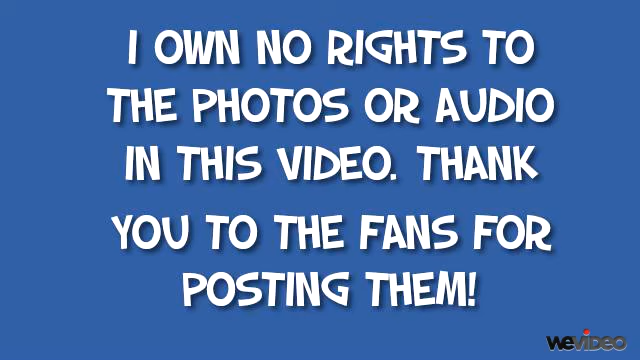 I OWN NO RIGHTS TO
THE PHOTOS OR AUDIO
IN THIS VIDEO. THANK
YOU TO THE FANS FOR
POSTING THEM!
WEVIDEO